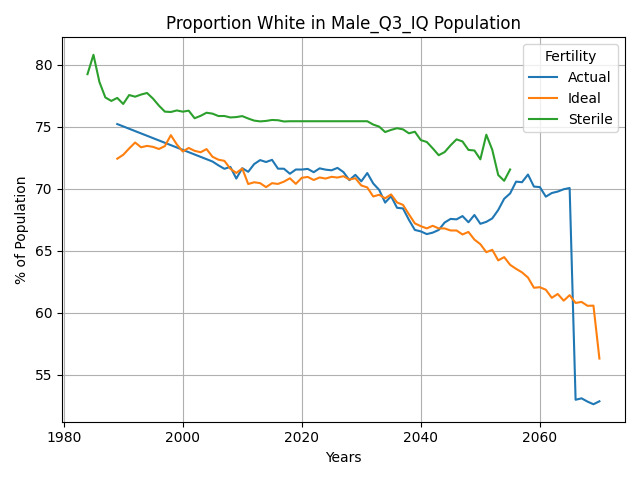 Proportion White in Male_Q3_IQ Population
Fertility
Actual
Ideal
Sterile
% of Population
80
75
70
65
60
55
1980
2000
2020
2040
2060
Years